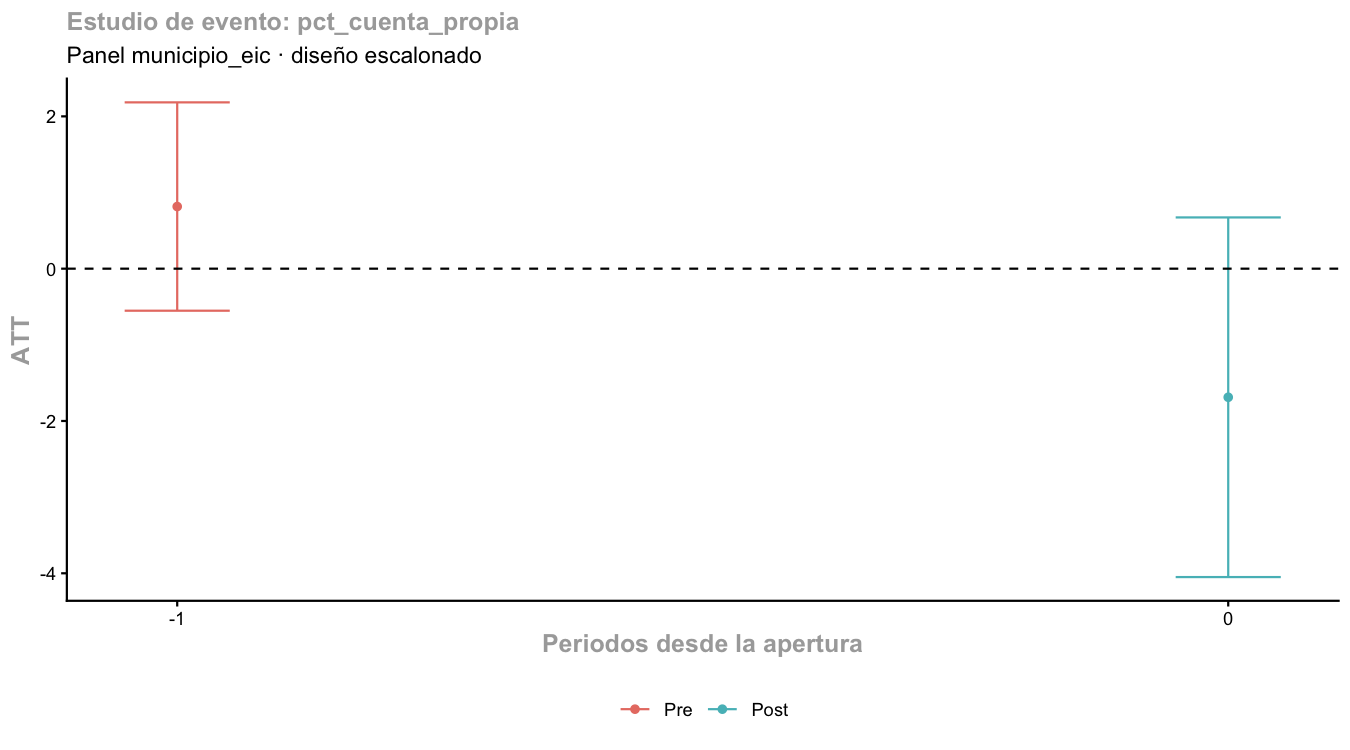 Estudio de evento: pct_cuenta_propia
Panel municipio_eic · diseño escalonado
ATT
2
0
-2
-4
-1
0
Periodos desde la apertura
Pre
Post